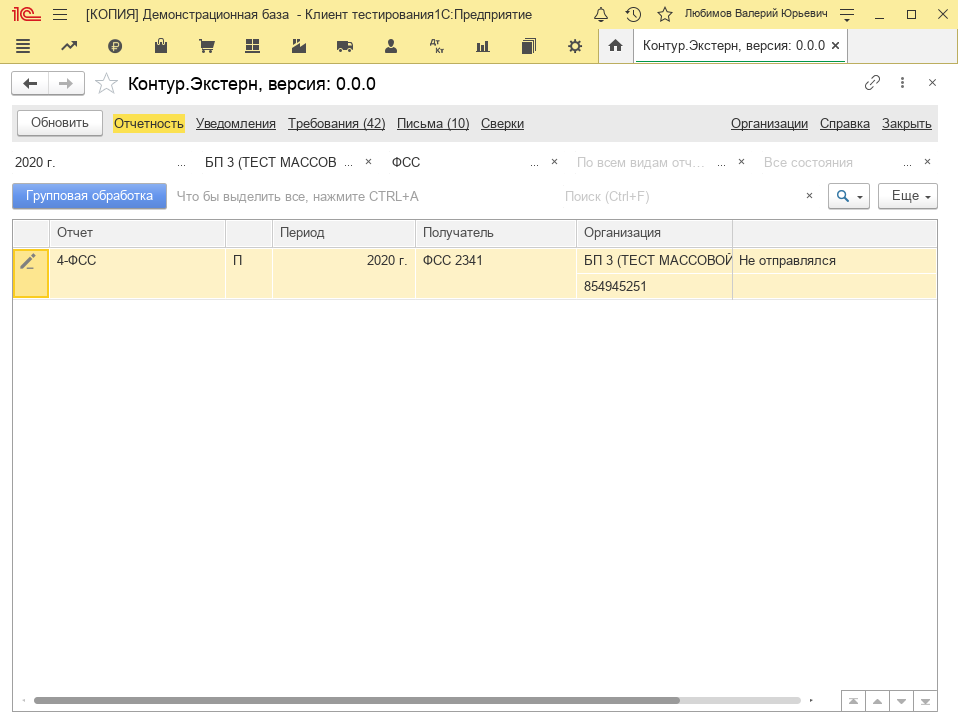 [КОПИЯ] Демонстрационная база - Клиент тестирования1С:Предприятие Любимов Валерий Юрьевич
Дт Кт
Контур.Экстерн, версия: 0.0.0 ×
Контур.Экстерн, версия: 0.0.0
Обновить Отчетность Уведомления Требования (42) Письма (10) Сверки Организации Справка Закрыть
2020 г. ... БП 3 (ТЕСТ МАССОВ ... × ФСС ... × По всем видам отч... ... × Все состояния ... ×
Групповая обработка Что бы выделить все, нажмите CTRL+A Поиск (Ctrl+F) × Еще
Отчет Период Получатель Организация
4-ФСС П 2020 г. ФСС 2341 БП 3 (ТЕСТ МАССОВОЙ Не отправлялся
854945251